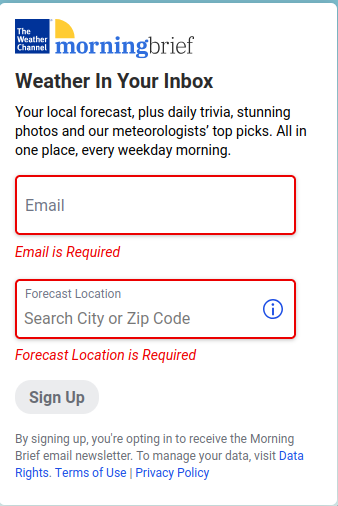 The
Weather
Channel
morningbrief
Weather In Your Inbox
Your local forecast, plus daily trivia, stunning
photos and our meteorologists' top picks. All in
one place, every weekday morning.
Email
Email is Required
Forecast Location
Search City or Zip Code
Forecast Location is Required
Sign Up
By signing up, you're opting in to receive the Morning
Brief email newsletter. To manage your data, visit Data
Rights. Terms of Use | Privacy Policy